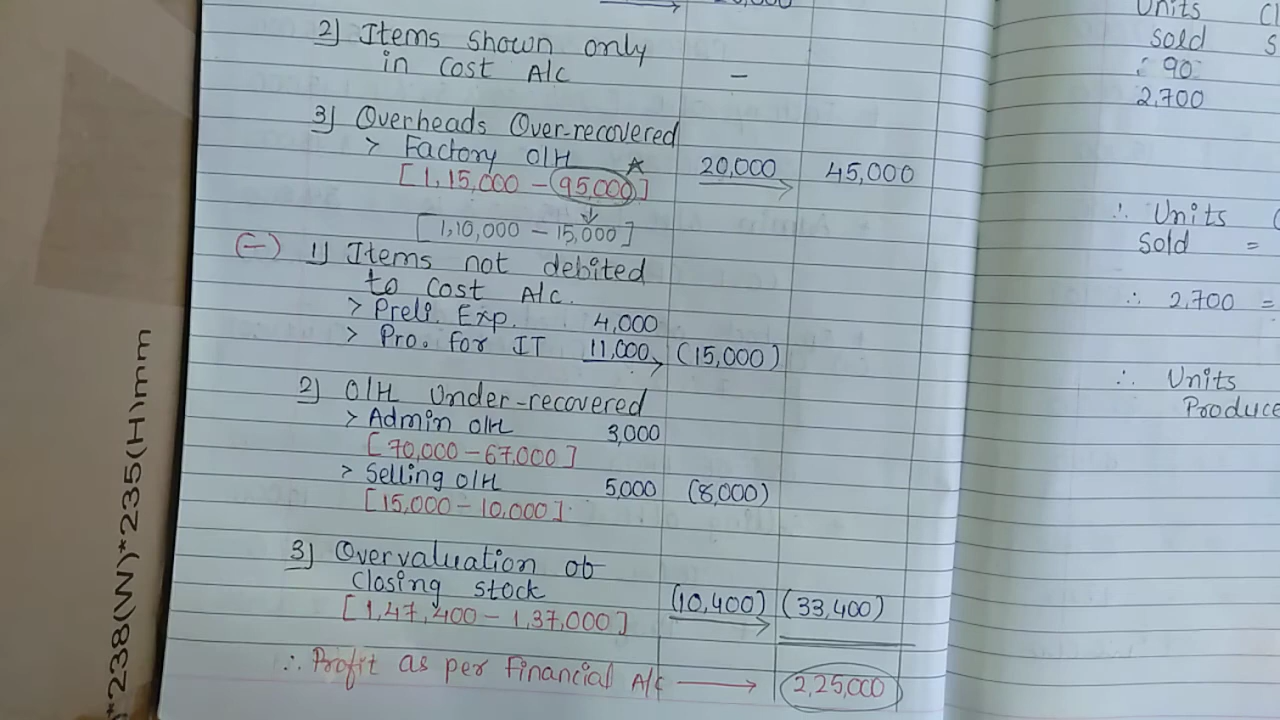 2) Items shown only
in Cost A/c —
3) Overheads Over-recovered
> Factory O/H 20,000 45,000
[1,15,000 - 95,000]
[1,10,000 - 15,000]
(-) 1) Items not debited
to Cost A/c.
> Preli. Exp. 4,000
> Pro. for IT 11,000 (15,000)
2) O/H Under-recovered
> Admin O/H 3,000
[70,000 - 67,000]
> Selling O/H 5,000 (8,000)
[15,000 - 10,000]
3) Overvaluation of
Closing stock (10,400) (33,400)
[1,47,400 - 1,37,000]
∴ Profit as per Financial A/c → 2,25,000
Units
Sold
90
2,700
∴ Units
Sold =
∴ 2,700 =
∴ Units
Produce
)*238(W)*235(H)mm